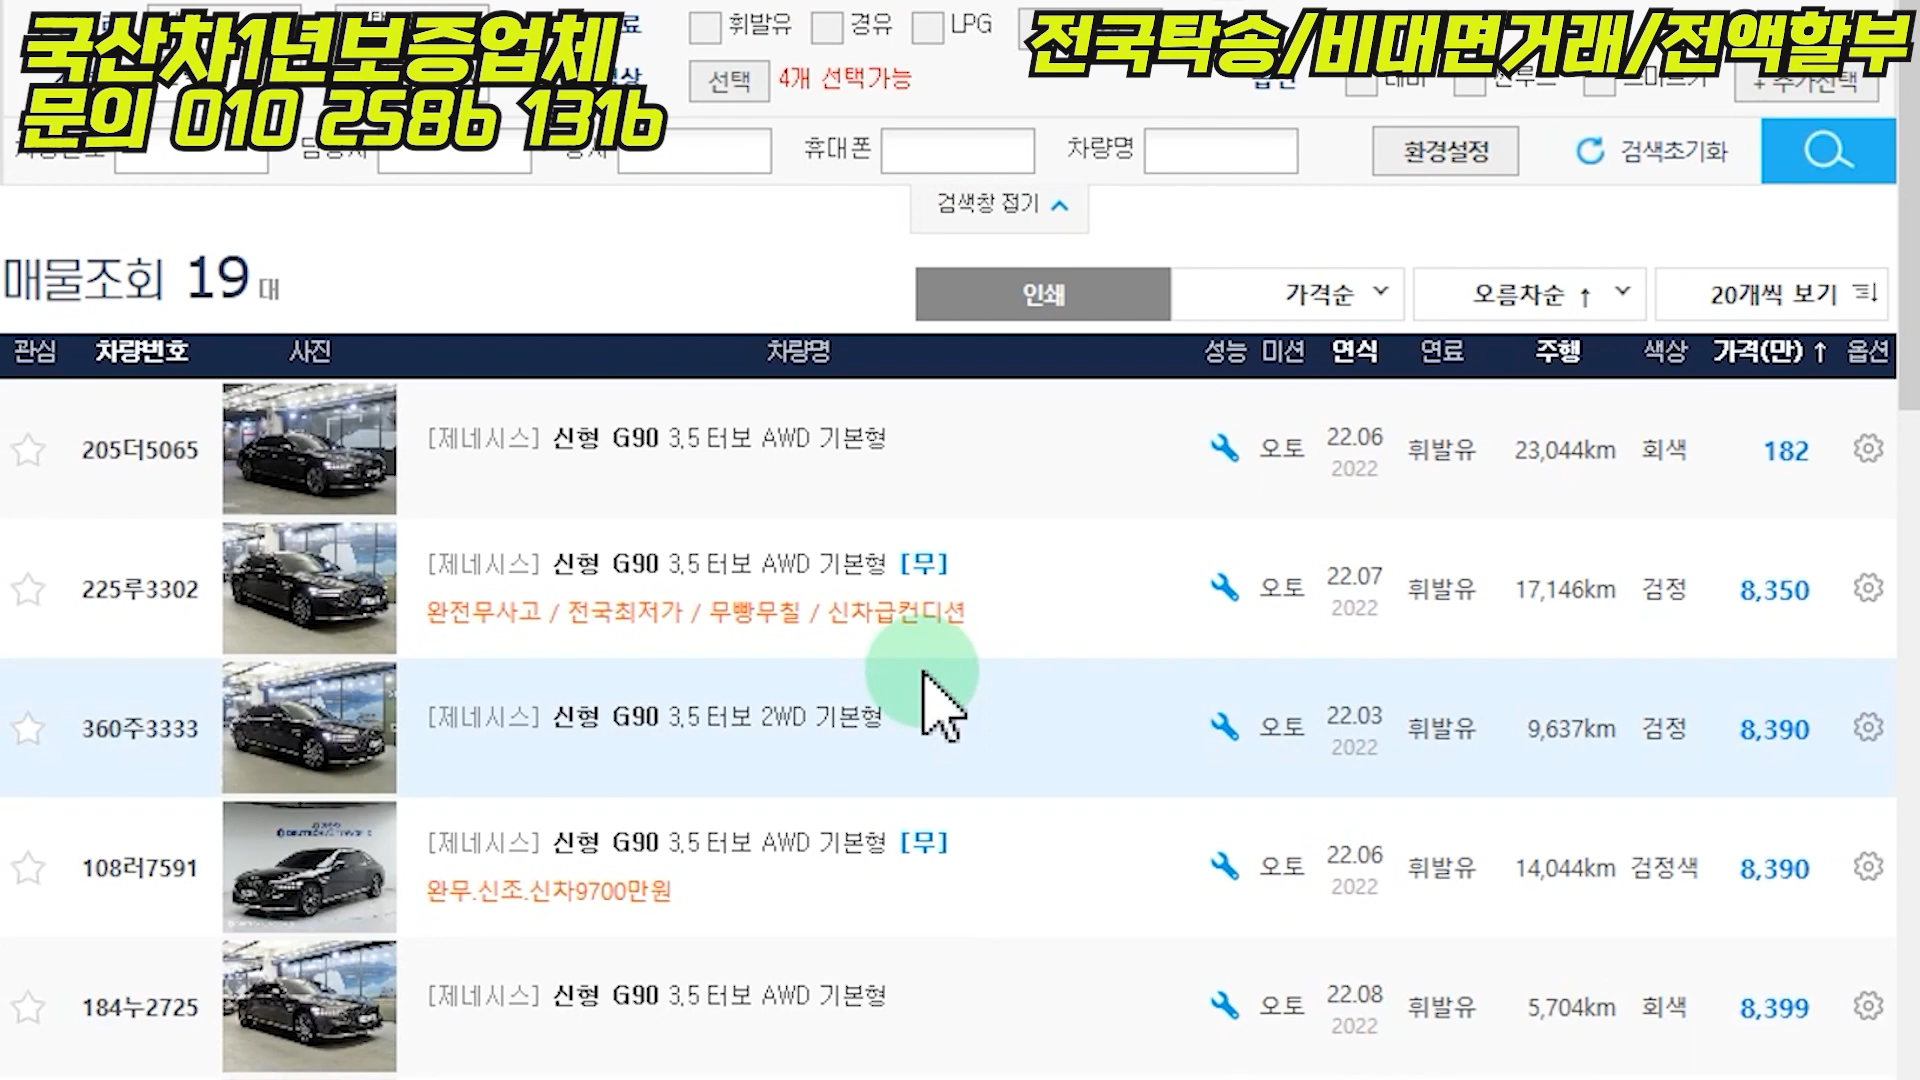 국산차1년보증업체
문의 010 2586 1316
전국탁송/비대면거래/전액할부
휘발유 경유 LPG
선택 4개 선택가능
+ 추가선택
휴대폰 차량명 환경설정 검색초기화
검색창 접기
매물조회 19 대
인쇄 가격순 오름차순 ↑ 20개씩 보기
관심 차량번호 사진 차량명 성능 미션 연식 연료 주행 색상 가격(만) ↑ 옵션
205더5065 [제네시스] 신형 G90 3.5 터보 AWD 기본형 오토 22.06 휘발유 23,044km 회색 182
2022
225루3302 [제네시스] 신형 G90 3.5 터보 AWD 기본형 [무] 오토 22.07 휘발유 17,146km 검정 8,350
완전무사고 / 전국최저가 / 무빵무칠 / 신차급컨디션 2022
360주3333 [제네시스] 신형 G90 3.5 터보 2WD 기본형 오토 22.03 휘발유 9,637km 검정 8,390
2022
108러7591 [제네시스] 신형 G90 3.5 터보 AWD 기본형 [무] 오토 22.06 휘발유 14,044km 검정색 8,390
완무.신조.신차9700만원 2022
184누2725 [제네시스] 신형 G90 3.5 터보 AWD 기본형 오토 22.08 휘발유 5,704km 회색 8,399
2022